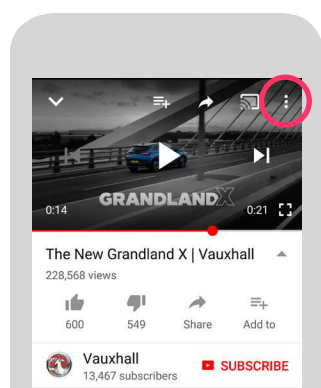 GRANDLAND X
0:14
0:21
The New Grandland X | Vauxhall
228,568 views
600
549
Share
Add to
Vauxhall
13,467 subscribers
SUBSCRIBE